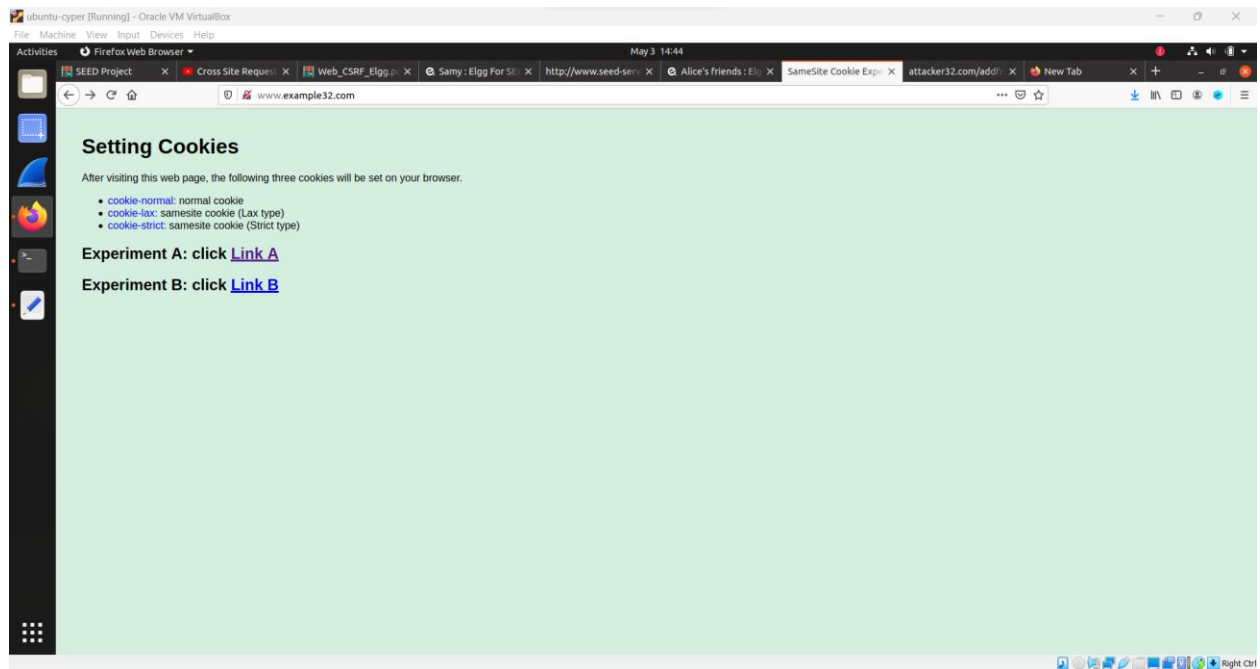 ubuntu-cyper [Running] - Oracle VM VirtualBox
File Machine View Input Devices Help
Activities Firefox Web Browser May 3 14:44
SEED Project Cross Site Request Web_CSRF_Elgg.p Samy : Elgg For SE http://www.seed-serv Alice's friends : El SameSite Cookie Expe attacker32.com/addf New Tab
www.example32.com
Setting Cookies
After visiting this web page, the following three cookies will be set on your browser.
• cookie-normal: normal cookie
• cookie-lax: samesite cookie (Lax type)
• cookie-strict: samesite cookie (Strict type)
Experiment A: click Link A
Experiment B: click Link B
Right Ctrl